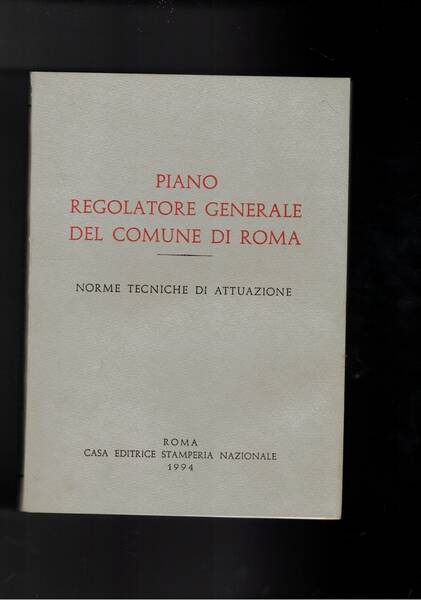 PIANO
REGOLATORE GENERALE
DEL COMUNE DI ROMA
NORME TECNICHE DI ATTUAZIONE
ROMA
CASA EDITRICE STAMPERIA NAZIONALE
1994